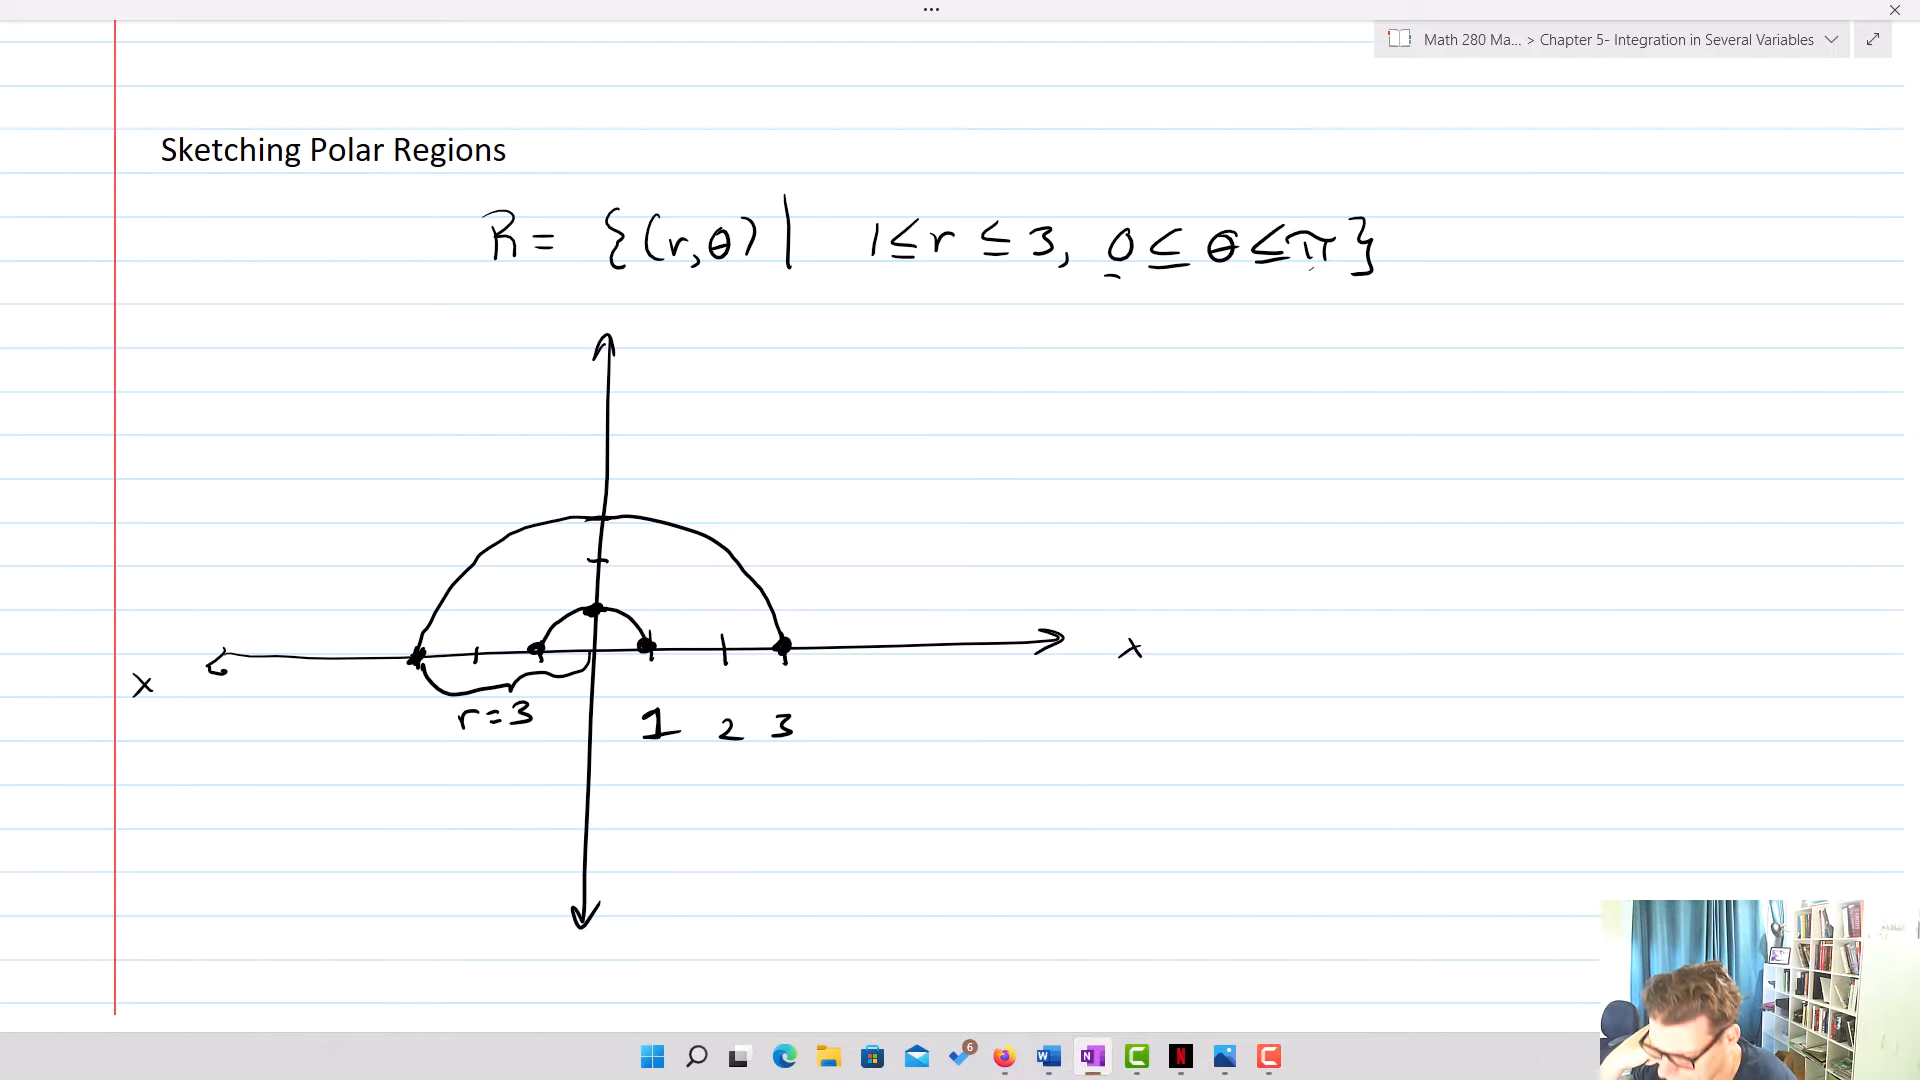 ...
Math 280 Ma... > Chapter 5- Integration in Several Variables
Sketching Polar Regions
R = {(r,θ) | 1 ≤ r ≤ 3, 0 ≤ θ ≤ π}
x
x
r=3
1 2 3
6
W N C N C